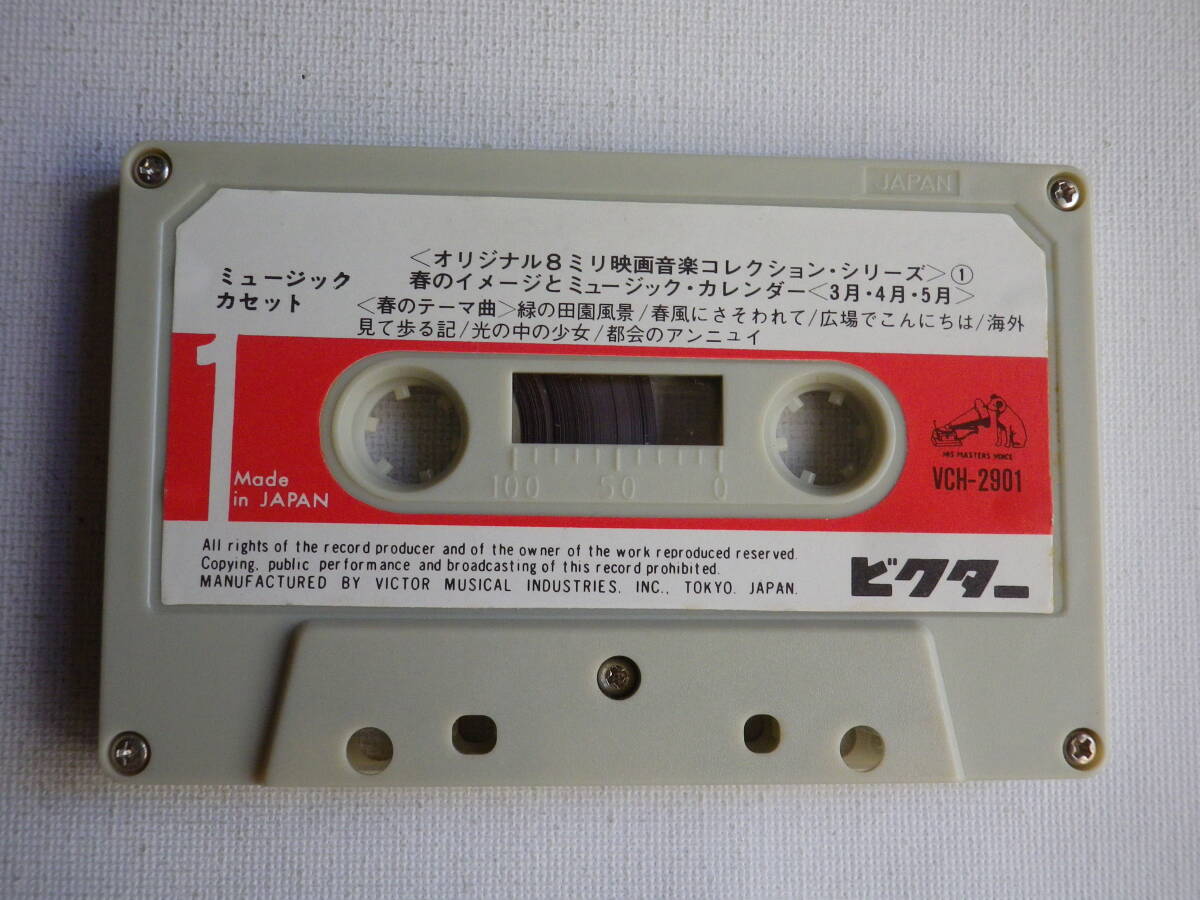 JAPAN
ミュージック
カセット
＜オリジナル8ミリ映画音楽コレクション・シリーズ＞①
春のイメージとミュージック・カレンダー＜3月・4月・5月＞
＜春のテーマ曲＞緑の田園風景/春風にさそわれて/広場でこんにちは/海外
見て歩る記/光の中の少女/都会のアンニュイ
1
Made
in JAPAN
100 50 0
HIS MASTER'S VOICE
VCH-2901
All rights of the record producer and of the owner of the work reproduced reserved.
Copying, public performance and broadcasting of this record prohibited.
MANUFACTURED BY VICTOR MUSICAL INDUSTRIES, INC., TOKYO. JAPAN.
ビクター